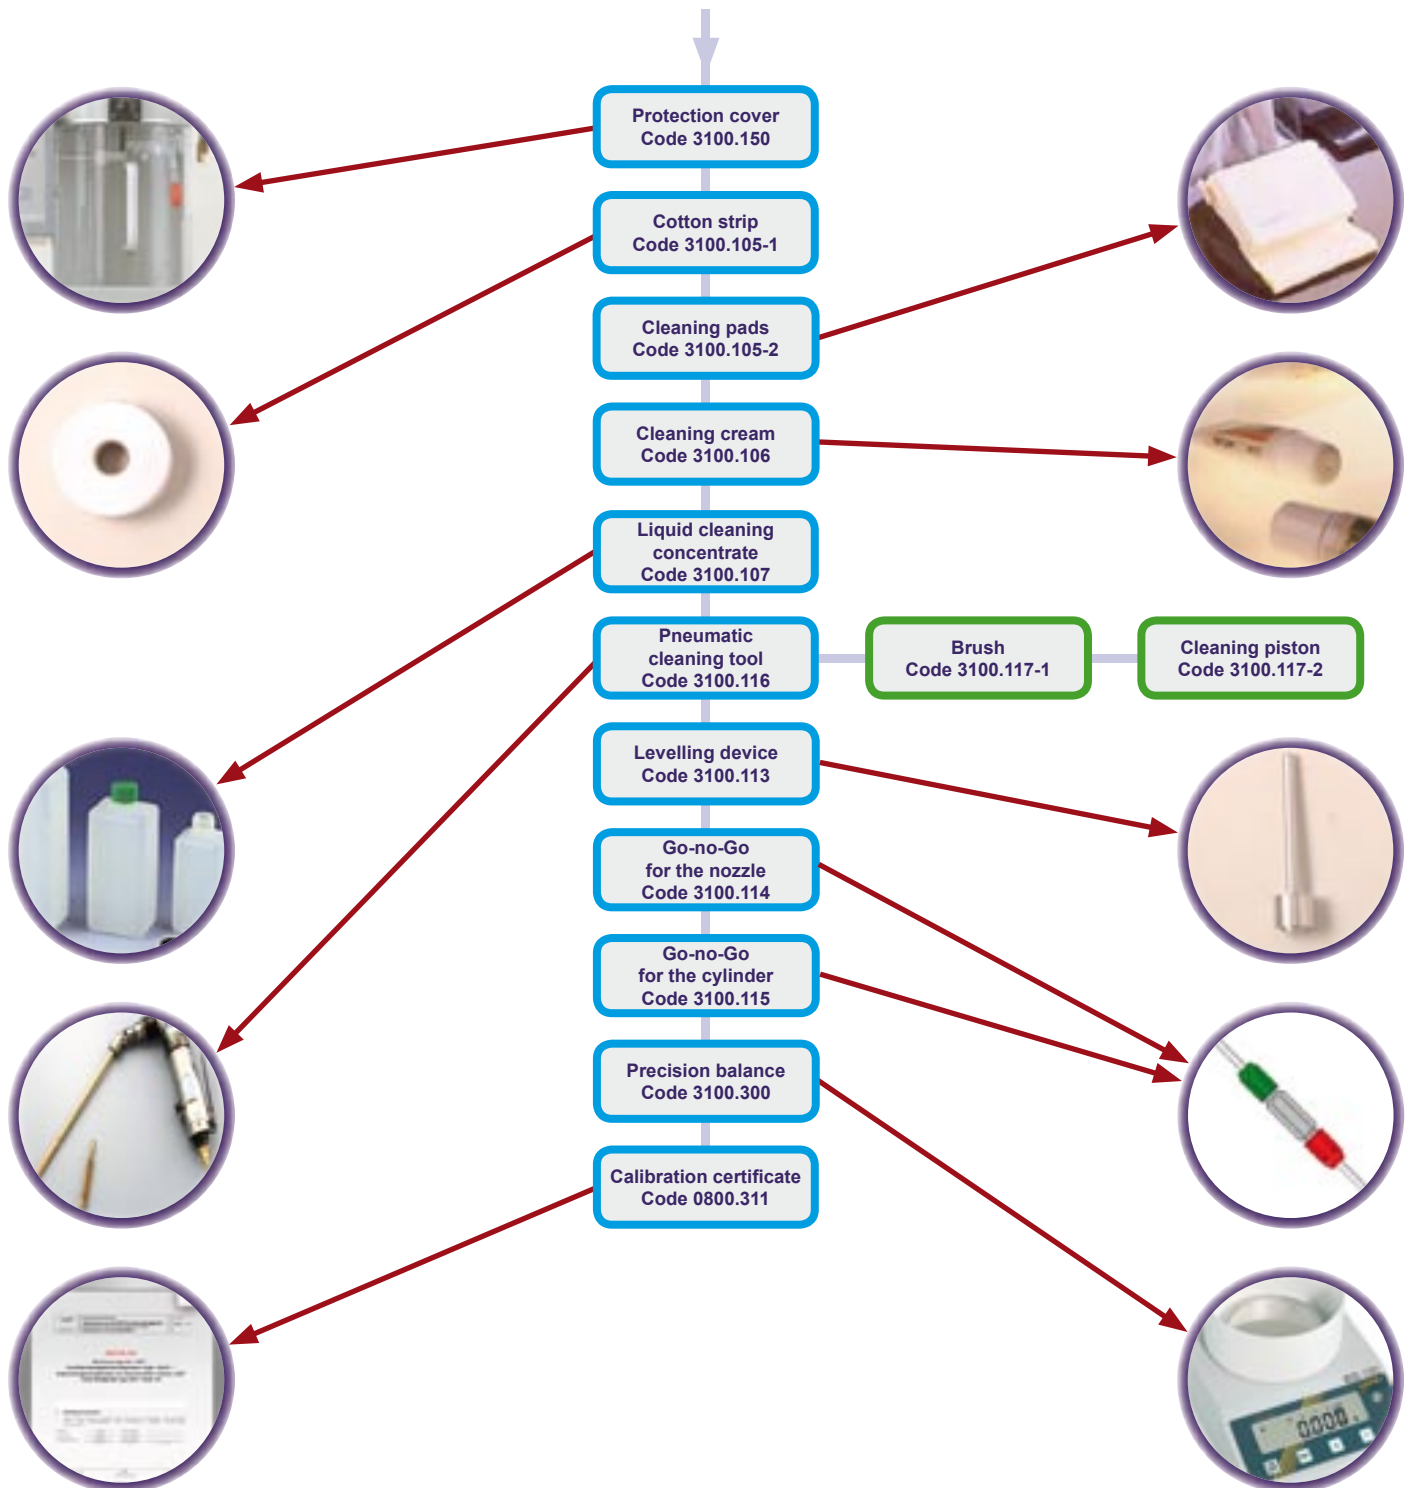 Protection cover
Code 3100.150
Cotton strip
Code 3100.105-1
Cleaning pads
Code 3100.105-2
Cleaning cream
Code 3100.106
Liquid cleaning
concentrate
Code 3100.107
Pneumatic
cleaning tool
Code 3100.116
Brush
Code 3100.117-1
Cleaning piston
Code 3100.117-2
Levelling device
Code 3100.113
Go-no-Go
for the nozzle
Code 3100.114
Go-no-Go
for the cylinder
Code 3100.115
Precision balance
Code 3100.300
Calibration certificate
Code 0800.311
0.000